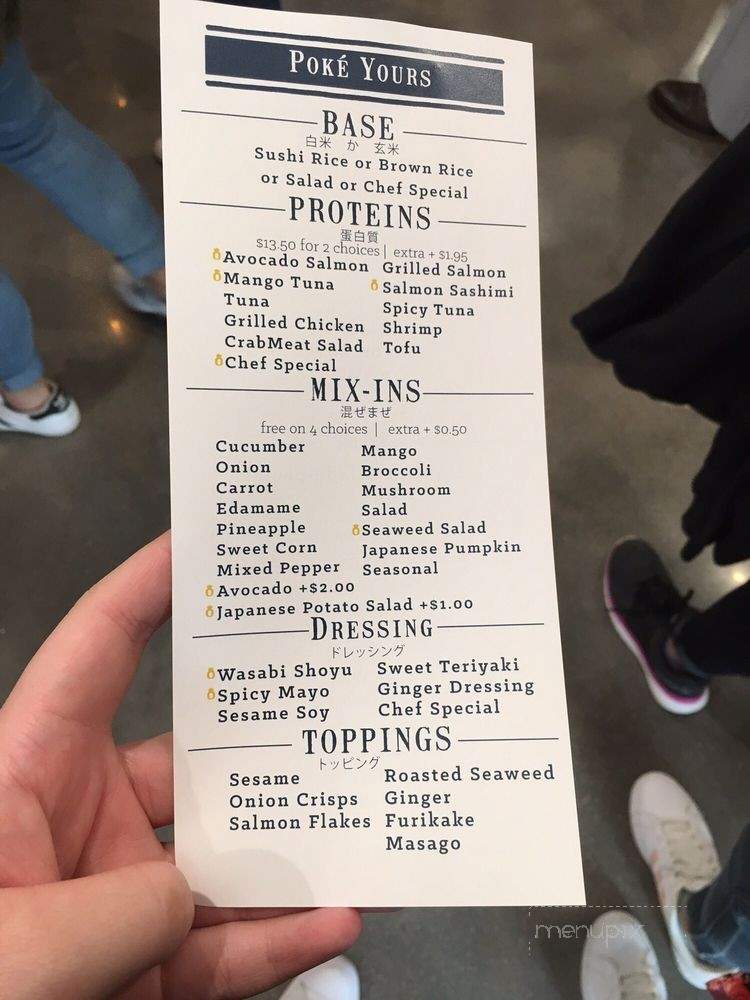 Poké Yours
BASE
白米 か 玄米
Sushi Rice or Brown Rice
or Salad or Chef Special
PROTEINS
蛋白質
$13.50 for 2 choices | extra + $1.95
Avocado Salmon
Mango Tuna
Tuna
Grilled Chicken
CrabMeat Salad
Chef Special
Grilled Salmon
Salmon Sashimi
Spicy Tuna
Shrimp
Tofu
MIX-INS
混ぜまぜ
free on 4 choices | extra + $0.50
Cucumber
Onion
Carrot
Edamame
Pineapple
Sweet Corn
Mixed Pepper
Avocado +$2.00
Japanese Potato Salad +$1.00
Mango
Broccoli
Mushroom
Salad
Seaweed Salad
Japanese Pumpkin
Seasonal
DRESSING
ドレッシング
Wasabi Shoyu
Spicy Mayo
Sesame Soy
Sweet Teriyaki
Ginger Dressing
Chef Special
TOPPINGS
トッピング
Sesame
Onion Crisps
Salmon Flakes
Roasted Seaweed
Ginger
Furikake
Masago
menupix